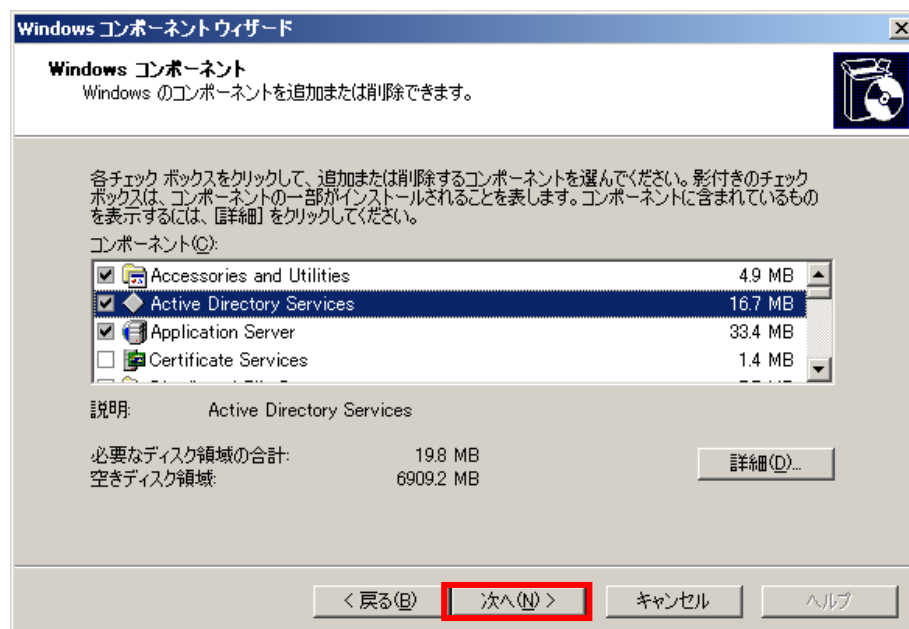 Windows コンポーネント ウィザード
Windows コンポーネント
Windows のコンポーネントを追加または削除できます。
各チェック ボックスをクリックして、追加または削除するコンポーネントを選んでください。影付きのチェック
ボックスは、コンポーネントの一部がインストールされることを表します。コンポーネントに含まれているもの
を表示するには、[詳細] をクリックしてください。
コンポーネント(C):
Accessories and Utilities 4.9 MB
Active Directory Services 16.7 MB
Application Server 33.4 MB
Certificate Services 1.4 MB
説明: Active Directory Services
必要なディスク領域の合計: 19.8 MB
空きディスク領域: 6909.2 MB
詳細(D)...
< 戻る(B) 次へ(N) > キャンセル ヘルプ